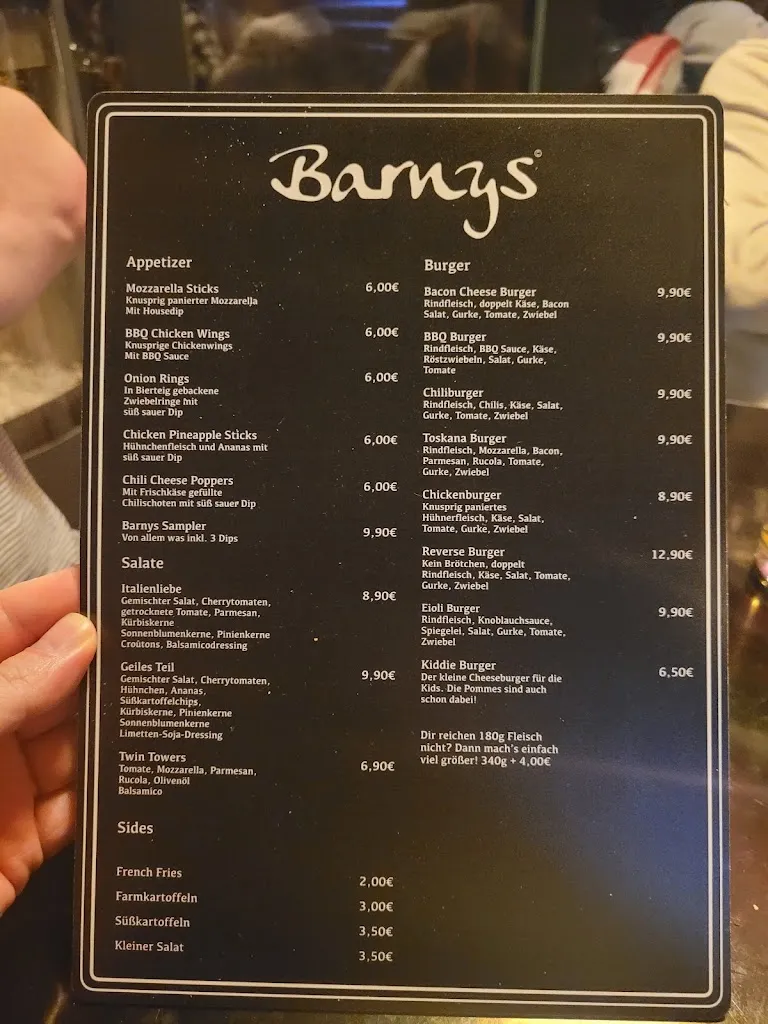 Barnys
Appetizer
Mozzarella Sticks 6,00€
Knusprig panierter Mozzarella
Mit Housedip
BBQ Chicken Wings 6,00€
Knusprige Chickenwings
Mit BBQ Sauce
Onion Rings 6,00€
In Bierteig gebackene
Zwiebelringe mit
süß sauer Dip
Chicken Pineapple Sticks 6,00€
Hühnchenfleisch und Ananas mit
süß sauer Dip
Chili Cheese Poppers 6,00€
Mit Frischkäse gefüllte
Chilischoten mit süß sauer Dip
Barnys Sampler 9,90€
Von allem was inkl. 3 Dips
Salate
Italienliebe 8,90€
Gemischter Salat, Cherrytomaten,
getrocknete Tomate, Parmesan,
Kürbiskerne
Sonnenblumenkerne, Pinienkerne
Croûtons, Balsamicodressing
Geiles Teil 9,90€
Gemischter Salat, Cherrytomaten,
Hühnchen, Ananas,
Süßkartoffelchips,
Kürbiskerne, Pinienkerne
Sonnenblumenkerne
Limetten-Soja-Dressing
Twin Towers 6,90€
Tomate, Mozzarella, Parmesan,
Rucola, Olivenöl
Balsamico
Sides
French Fries 2,00€
Farmkartoffeln 3,00€
Süßkartoffeln 3,50€
Kleiner Salat 3,50€
Burger
Bacon Cheese Burger 9,90€
Rindfleisch, doppelt Käse, Bacon
Salat, Gurke, Tomate, Zwiebel
BBQ Burger 9,90€
Rindfleisch, BBQ Sauce, Käse,
Röstzwiebeln, Salat, Gurke,
Tomate
Chiliburger 9,90€
Rindfleisch, Chilis, Käse, Salat,
Gurke, Tomate, Zwiebel
Toskana Burger 9,90€
Rindfleisch, Mozzarella, Bacon,
Parmesan, Rucola, Tomate,
Gurke, Zwiebel
Chickenburger 8,90€
Knusprig paniertes
Hühnerfleisch, Käse, Salat,
Tomate, Gurke, Zwiebel
Reverse Burger 12,90€
Kein Brötchen, doppelt
Rindfleisch, Käse, Salat, Tomate,
Gurke, Zwiebel
Eioli Burger 9,90€
Rindfleisch, Knoblauchsauce,
Spiegelei, Salat, Gurke, Tomate,
Zwiebel
Kiddie Burger 6,50€
Der kleine Cheeseburger für die
Kids. Die Pommes sind auch
schon dabei!
Dir reichen 180g Fleisch
nicht? Dann mach's einfach
viel größer! 340g + 4,00€